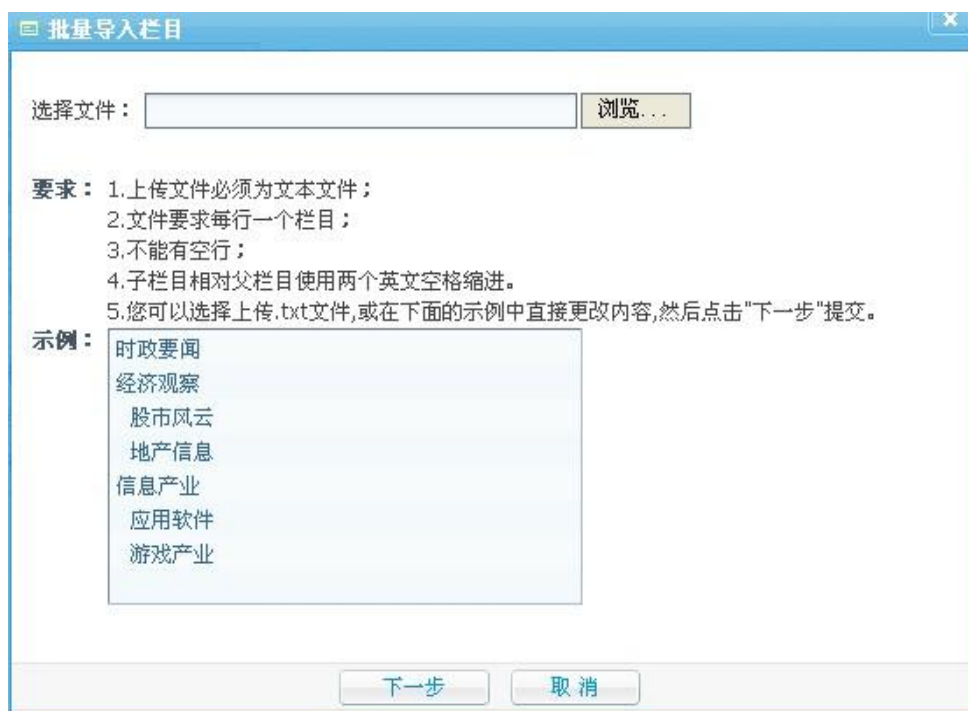 批量导入栏目
选择文件： 浏览...
要求：1.上传文件必须为文本文件；
2.文件要求每行一个栏目；
3.不能有空行；
4.子栏目相对父栏目使用两个英文空格缩进。
5.您可以选择上传.txt文件,或在下面的示例中直接更改内容,然后点击"下一步"提交。
示例：
时政要闻
经济观察
  股市风云
  地产信息
信息产业
  应用软件
  游戏产业
下一步 取 消